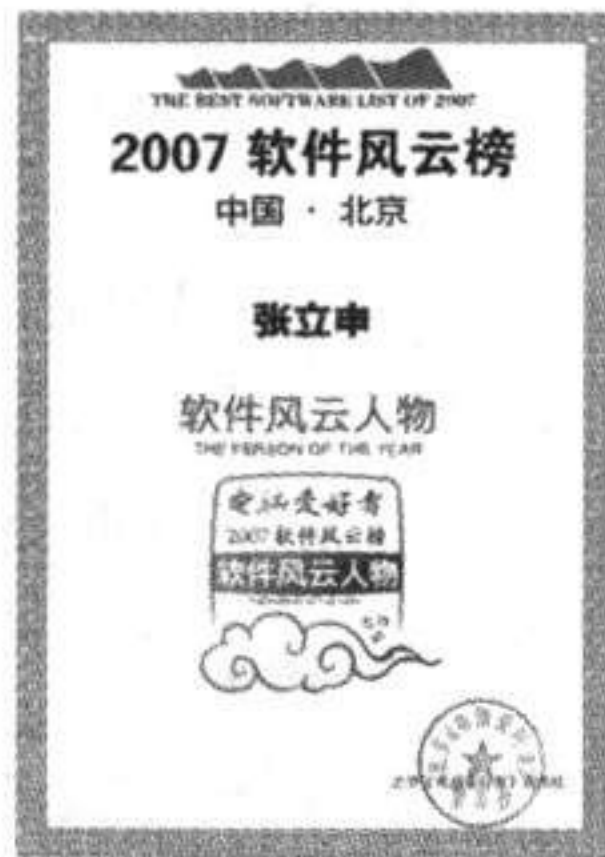 THE BEST SOFTWARE LIST OF 2007
2007 软件风云榜
中国 · 北京
张立申
软件风云人物
THE PERSON OF THE YEAR
电脑爱好者
2007 软件风云榜
软件风云人物